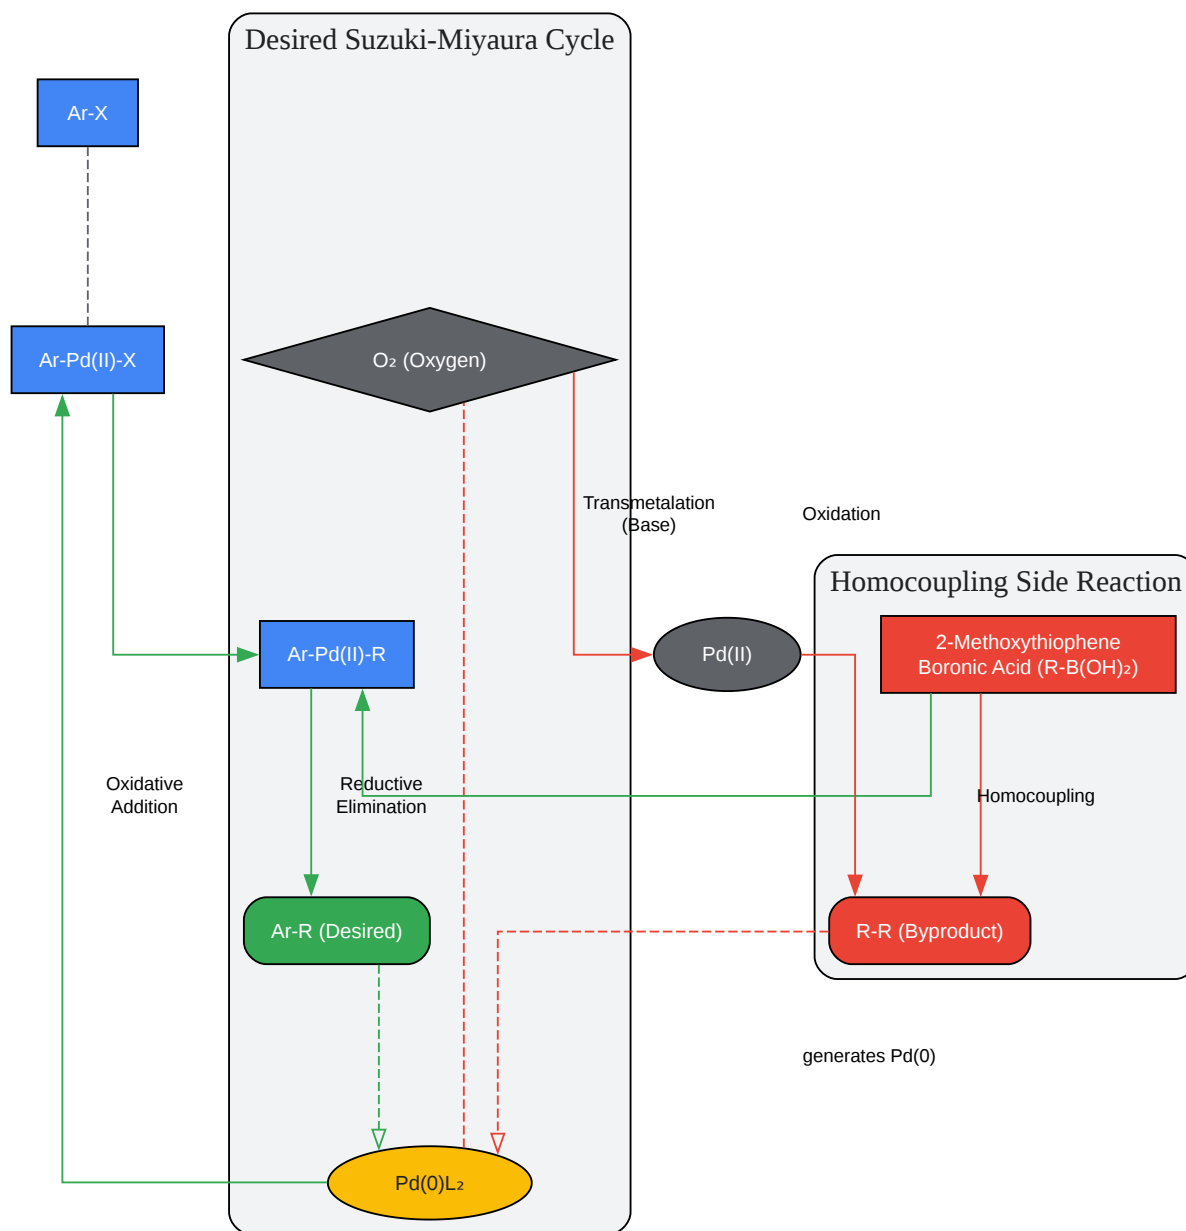 Desired Suzuki-Miyaura Cycle
Ar-X
Ar-Pd(II)-X
O₂ (Oxygen)
Transmetalation
(Base)
Oxidation
Homocoupling Side Reaction
Ar-Pd(II)-R
Pd(II)
2-Methoxythiophene
Boronic Acid (R-B(OH)₂)
Oxidative
Addition
Reductive
Elimination
Homocoupling
Ar-R (Desired)
R-R (Byproduct)
generates Pd(0)
Pd(0)L₂